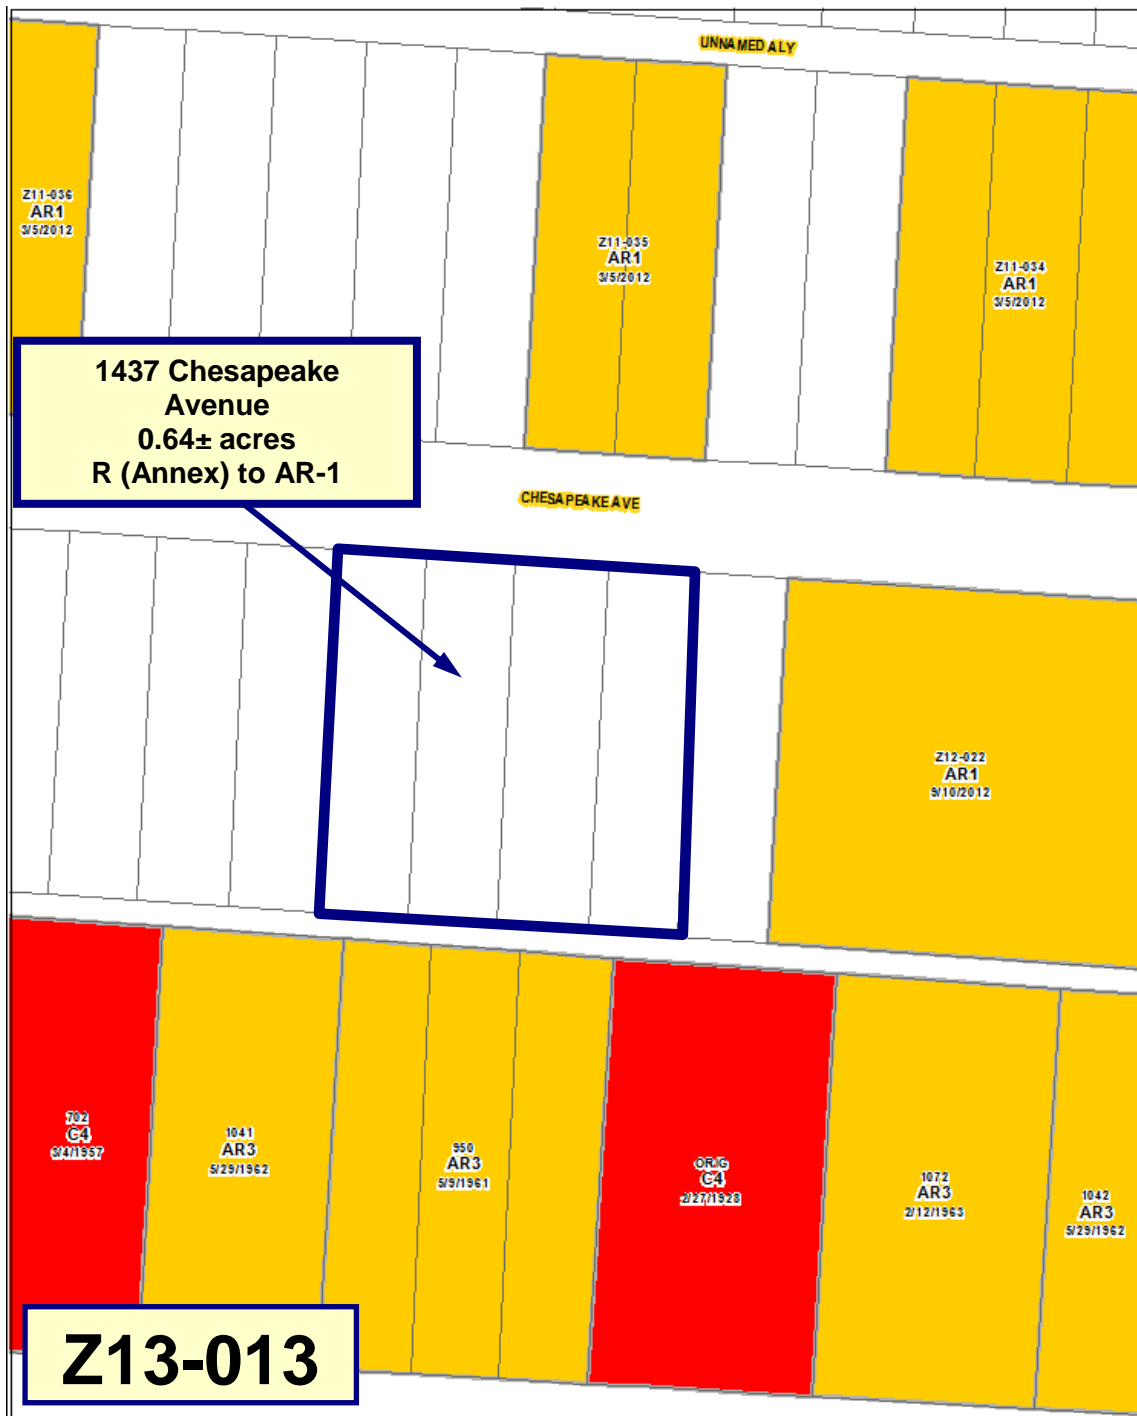 UNNAMED ALY
Z11-036
AR1
3/5/2012
Z11-035
AR1
3/5/2012
Z11-034
AR1
3/5/2012
1437 Chesapeake
Avenue
0.64± acres
R (Annex) to AR-1
CHESAPEAKE AVE
Z12-022
AR1
9/10/2012
702
C4
3/4/1957
1041
AR3
5/29/1962
950
AR3
5/9/1961
ORIG
C4
2/27/1928
1072
AR3
2/12/1963
1042
AR3
5/29/1962
Z13-013